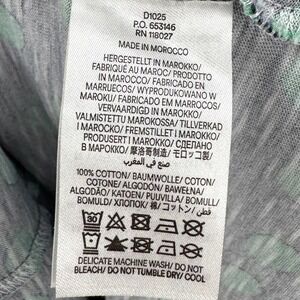 D1025
P.O. 653146
RN 118027
MADE IN MOROCCO
HERGESTELLT IN MAROKKO/
FABRIQUÉ AU MAROC/ PRODOTTO
IN MAROCCO/ FABRICADO EN
MARRUECOS/ WYPRODUKOWANO W
MAROKU/ FABRICADO EM MARROCOS/
VERVAARDIGD IN MAROKKO/
VALMISTETTU MAROKOSSA/ TILLVERKAD
I MAROCKO/ FREMSTILLET I MAROKKO/
PRODUSERT I MAROKKO/ СДЕЛАНО
В МАРОККО/ 摩洛哥制造/ モロッコ製/
صنع في المغرب
100% COTTON/ BAUMWOLLE/ COTON/
COTONE/ ALGODÓN/ BAWEŁNA/
ALGODÃO/ KATOEN/ PUUVILLA/ BOMULL/
BOMULD/ ХЛОПОК/ 棉/ コットン/ قطن
30
DELICATE MACHINE WASH/ DO NOT
BLEACH/ DO NOT TUMBLE DRY/ COOL